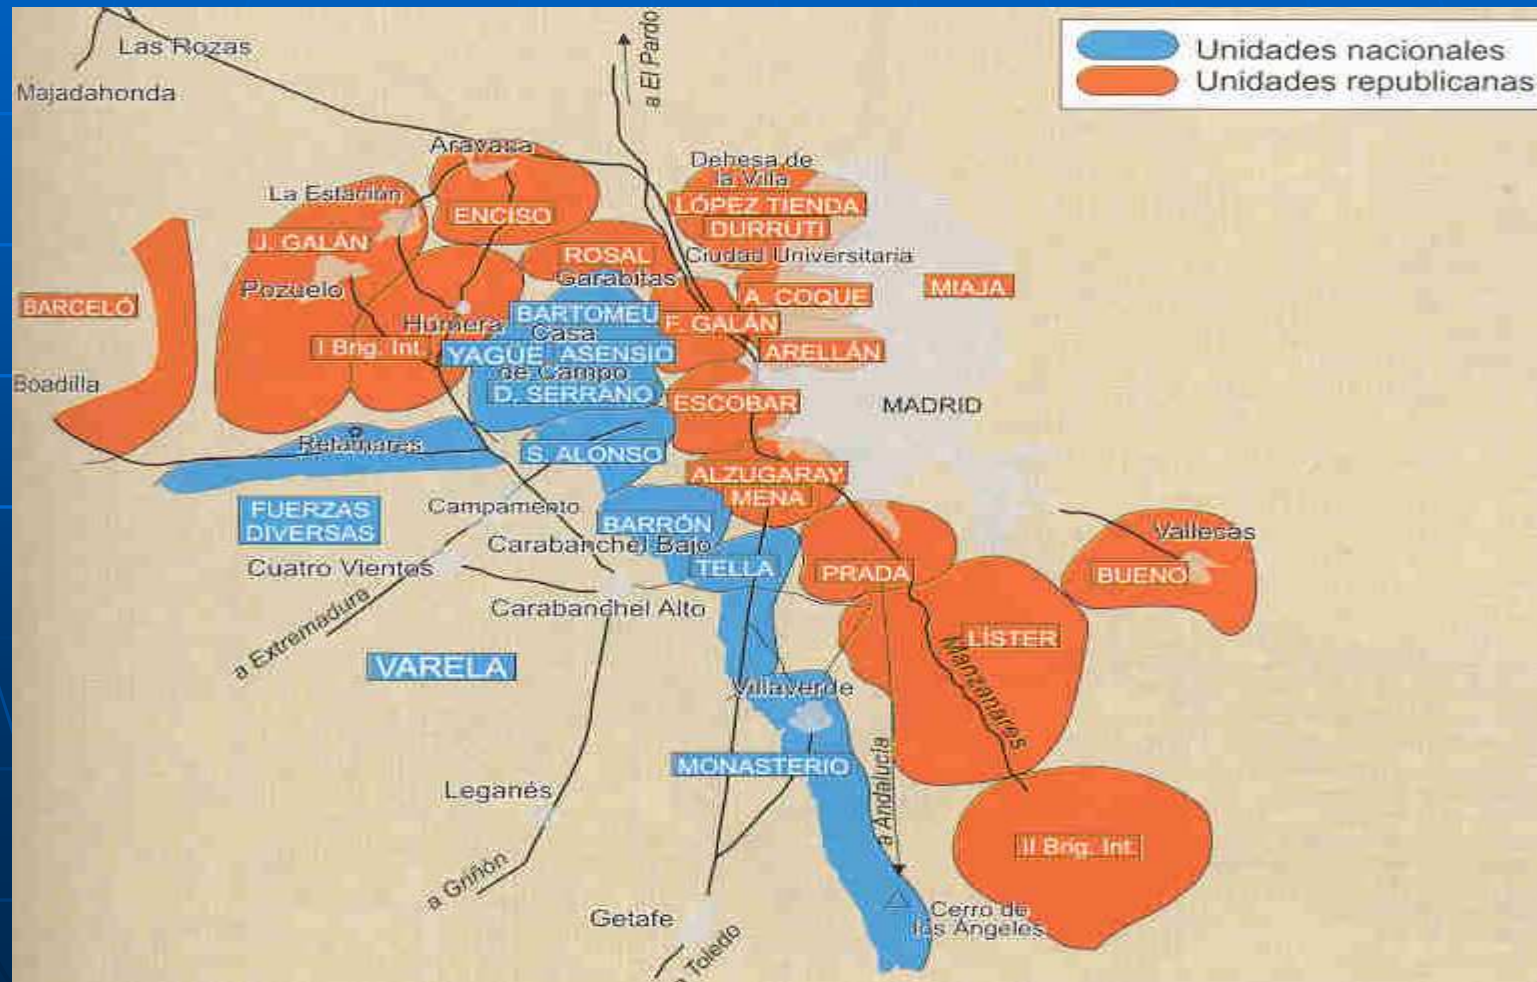 Unidades nacionales
Unidades republicanas
Las Rozas
Majadahonda
a El Pardo
Aravaca
Dehesa de
la Villa
La Estación
ENCISO
LÓPEZ TIENDA
DURRUTI
J. GALÁN
ROSAL
Ciudad Universitaria
Pozuelo
Garabitas
MIAJA
BARCELÓ
A. COQUE
BARTOMEU
F. GALÁN
Húmera
Casa
I Brig. Int.
YAGÜE
ASENSIO
ARELLÁN
de Campo
Boadilla
D. SERRANO
ESCOBAR
MADRID
Retamares
S. ALONSO
ALZUGARAY
MENA
FUERZAS
DIVERSAS
Campamento
BARRÓN
Carabanchel Bajo
Vallecas
Cuatro Vientos
TELLA
PRADA
BUENO
Carabanchel Alto
a Extremadura
LÍSTER
VARELA
Villaverde
Manzanares
MONASTERIO
Leganés
a Andalucía
II Brig. Int.
a Griñón
Getafe
Cerro de
los Ángeles
a Toledo